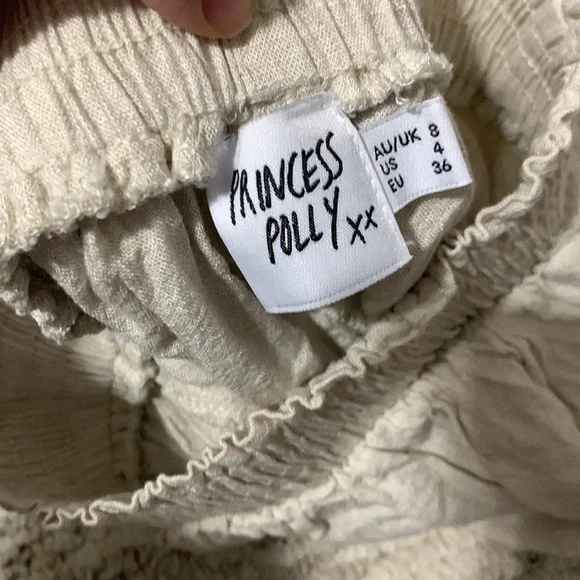 PRINCESS
POLLY xx
AU/UK 8
US 4
EU 36